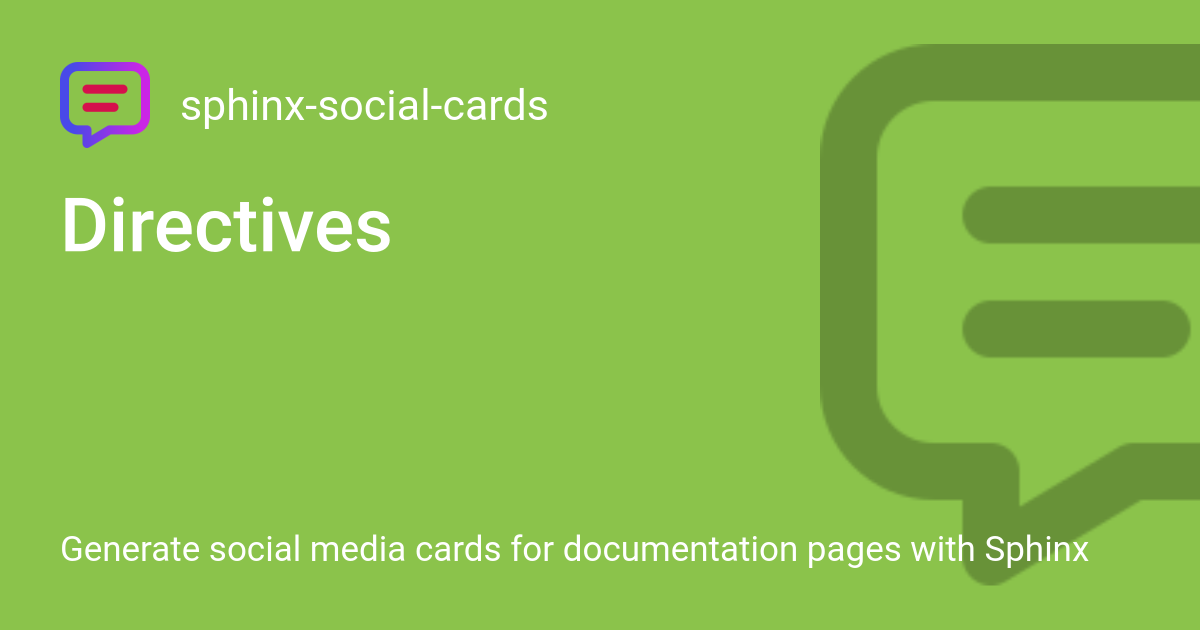 sphinx-social-cards
Directives
Generate social media cards for documentation pages with Sphinx